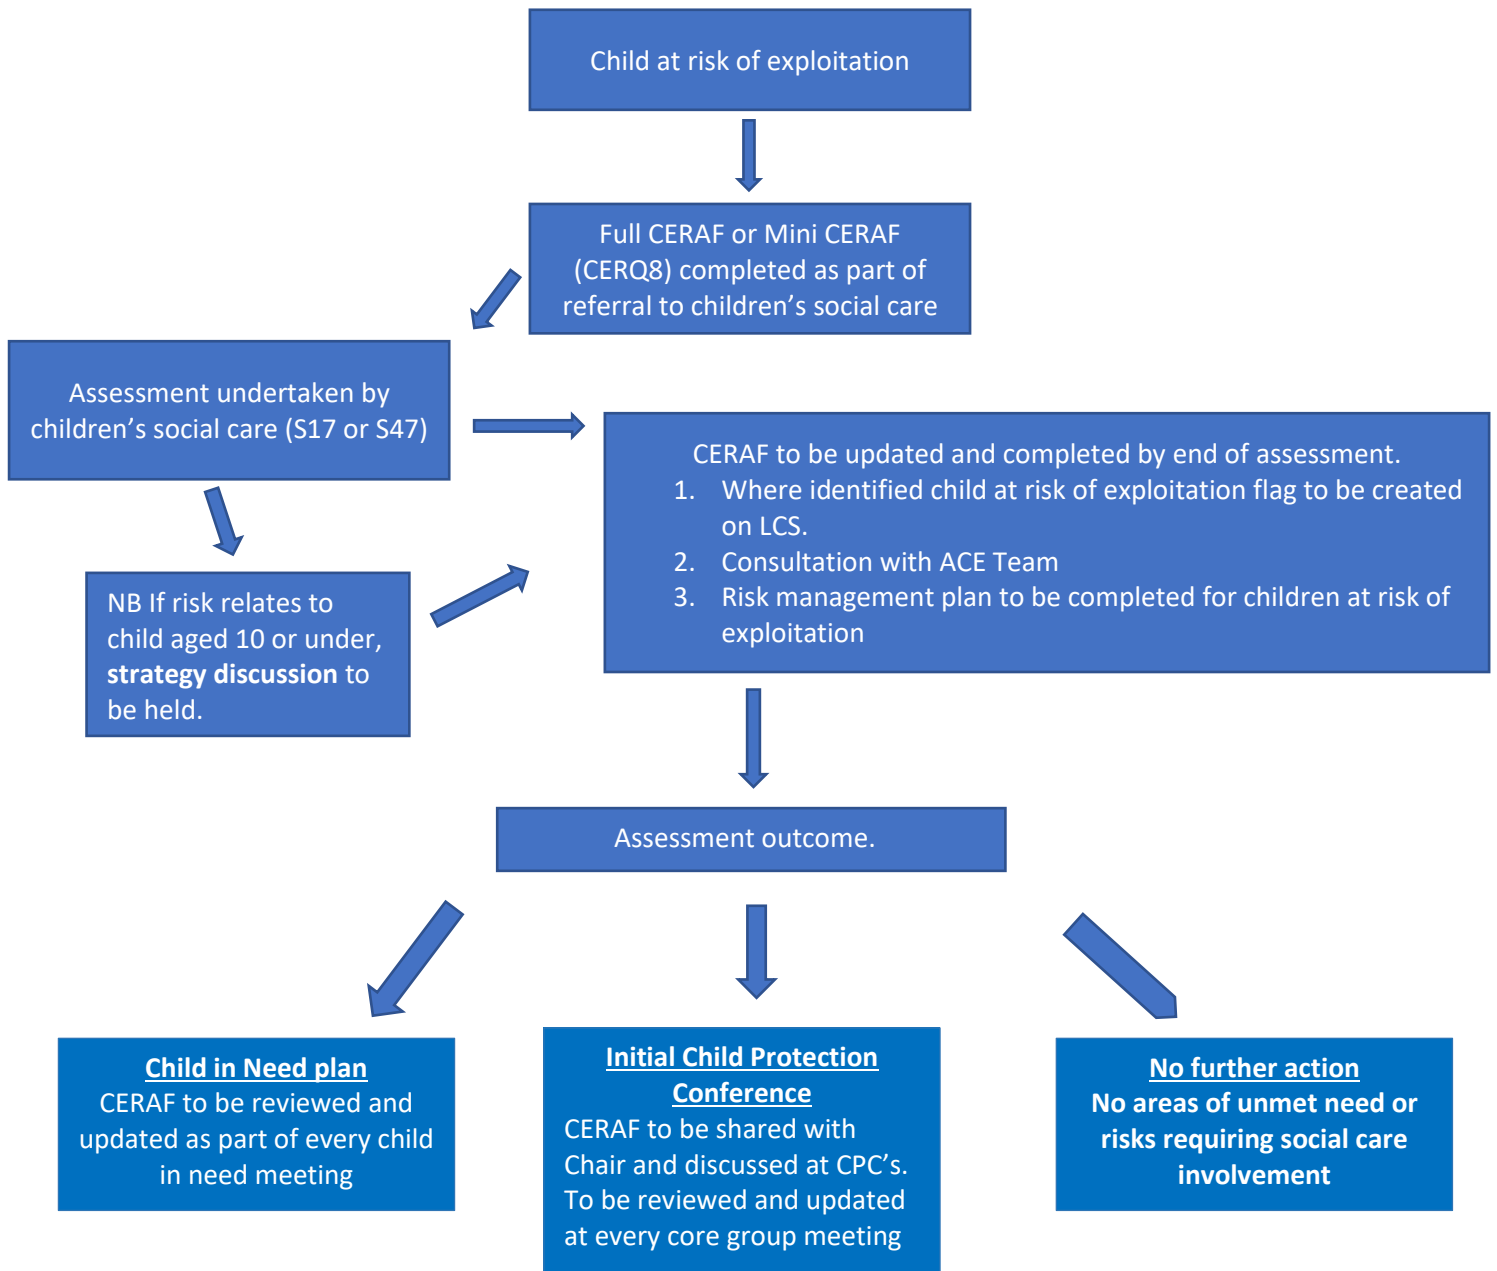 Child at risk of exploitation
Full CERAF or Mini CERAF
(CERQ8) completed as part of
referral to children’s social care
Assessment undertaken by
children’s social care (S17 or S47)
CERAF to be updated and completed by end of assessment.
1. Where identified child at risk of exploitation flag to be created
on LCS.
2. Consultation with ACE Team
3. Risk management plan to be completed for children at risk of
exploitation
NB If risk relates to
child aged 10 or under,
strategy discussion to
be held.
Assessment outcome.
Child in Need plan
CERAF to be reviewed and
updated as part of every child
in need meeting
Initial Child Protection
Conference
CERAF to be shared with
Chair and discussed at CPC’s.
To be reviewed and updated
at every core group meeting
No further action
No areas of unmet need or
risks requiring social care
involvement